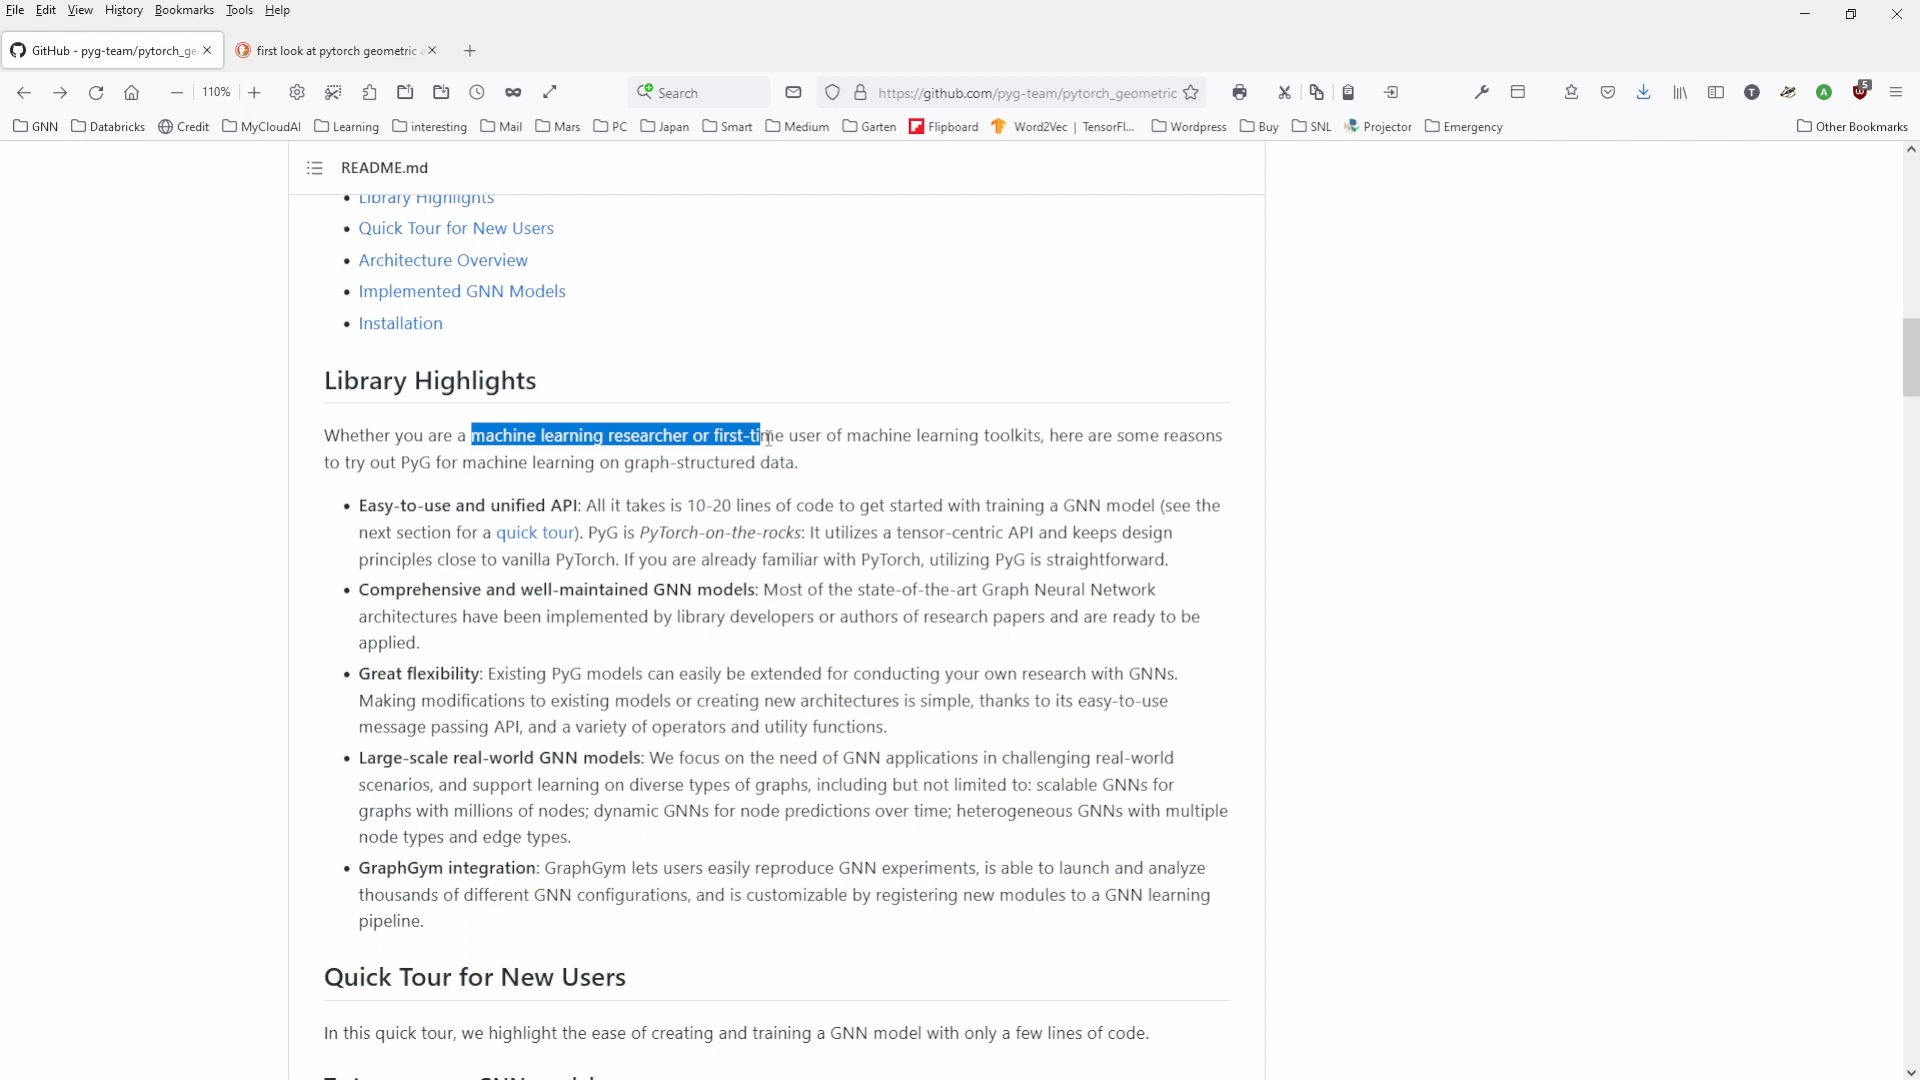 File Edit View History Bookmarks Tools Help
GitHub - pyg-team/pytorch_ge
first look at pytorch geometric
110%
Search
https://github.com/pyg-team/pytorch_geometric
5
GNN Databricks Credit MyCloudAI Learning interesting Mail Mars PC Japan Smart Medium Garten Flipboard Word2Vec | TensorFl... Wordpress Buy SNL Projector Emergency Other Bookmarks
README.md
Library Highlights
Quick Tour for New Users
Architecture Overview
Implemented GNN Models
Installation
Library Highlights
Whether you are a machine learning researcher or first-time user of machine learning toolkits, here are some reasons
to try out PyG for machine learning on graph-structured data.
Easy-to-use and unified API: All it takes is 10-20 lines of code to get started with training a GNN model (see the
next section for a quick tour). PyG is PyTorch-on-the-rocks: It utilizes a tensor-centric API and keeps design
principles close to vanilla PyTorch. If you are already familiar with PyTorch, utilizing PyG is straightforward.
Comprehensive and well-maintained GNN models: Most of the state-of-the-art Graph Neural Network
architectures have been implemented by library developers or authors of research papers and are ready to be
applied.
Great flexibility: Existing PyG models can easily be extended for conducting your own research with GNNs.
Making modifications to existing models or creating new architectures is simple, thanks to its easy-to-use
message passing API, and a variety of operators and utility functions.
Large-scale real-world GNN models: We focus on the need of GNN applications in challenging real-world
scenarios, and support learning on diverse types of graphs, including but not limited to: scalable GNNs for
graphs with millions of nodes; dynamic GNNs for node predictions over time; heterogeneous GNNs with multiple
node types and edge types.
GraphGym integration: GraphGym lets users easily reproduce GNN experiments, is able to launch and analyze
thousands of different GNN configurations, and is customizable by registering new modules to a GNN learning
pipeline.
Quick Tour for New Users
In this quick tour, we highlight the ease of creating and training a GNN model with only a few lines of code.